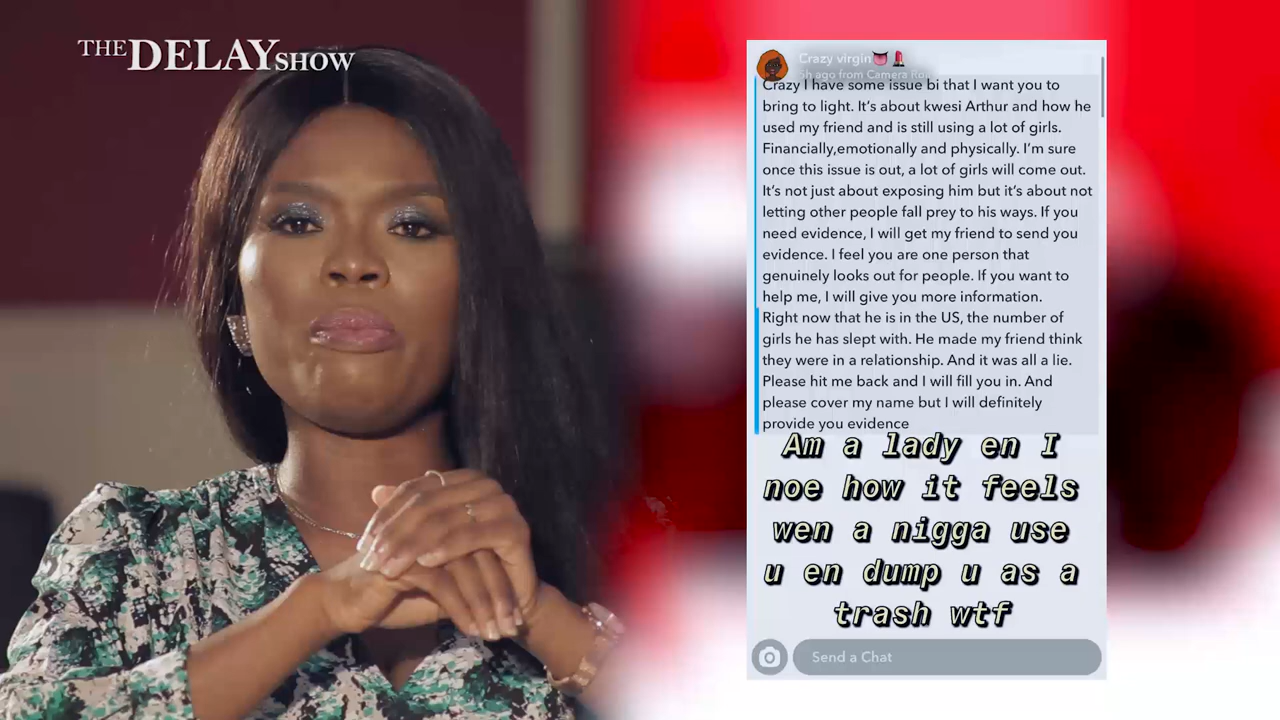 THE DELAY SHOW
Crazy virgin👅💄
5h ago from Camera Roll
Crazy I have some issue bi that I want you to
bring to light. It's about kwesi Arthur and how he
used my friend and is still using a lot of girls.
Financially,emotionally and physically. I'm sure
once this issue is out, a lot of girls will come out.
It's not just about exposing him but it's about not
letting other people fall prey to his ways. If you
need evidence, I will get my friend to send you
evidence. I feel you are one person that
genuinely looks out for people. If you want to
help me, I will give you more information.
Right now that he is in the US, the number of
girls he has slept with. He made my friend think
they were in a relationship. And it was all a lie.
Please hit me back and I will fill you in. And
please cover my name but I will definitely
provide you evidence
Am a lady en I
noe how it feels
wen a nigga use
u en dump u as a
trash wtf
Send a Chat